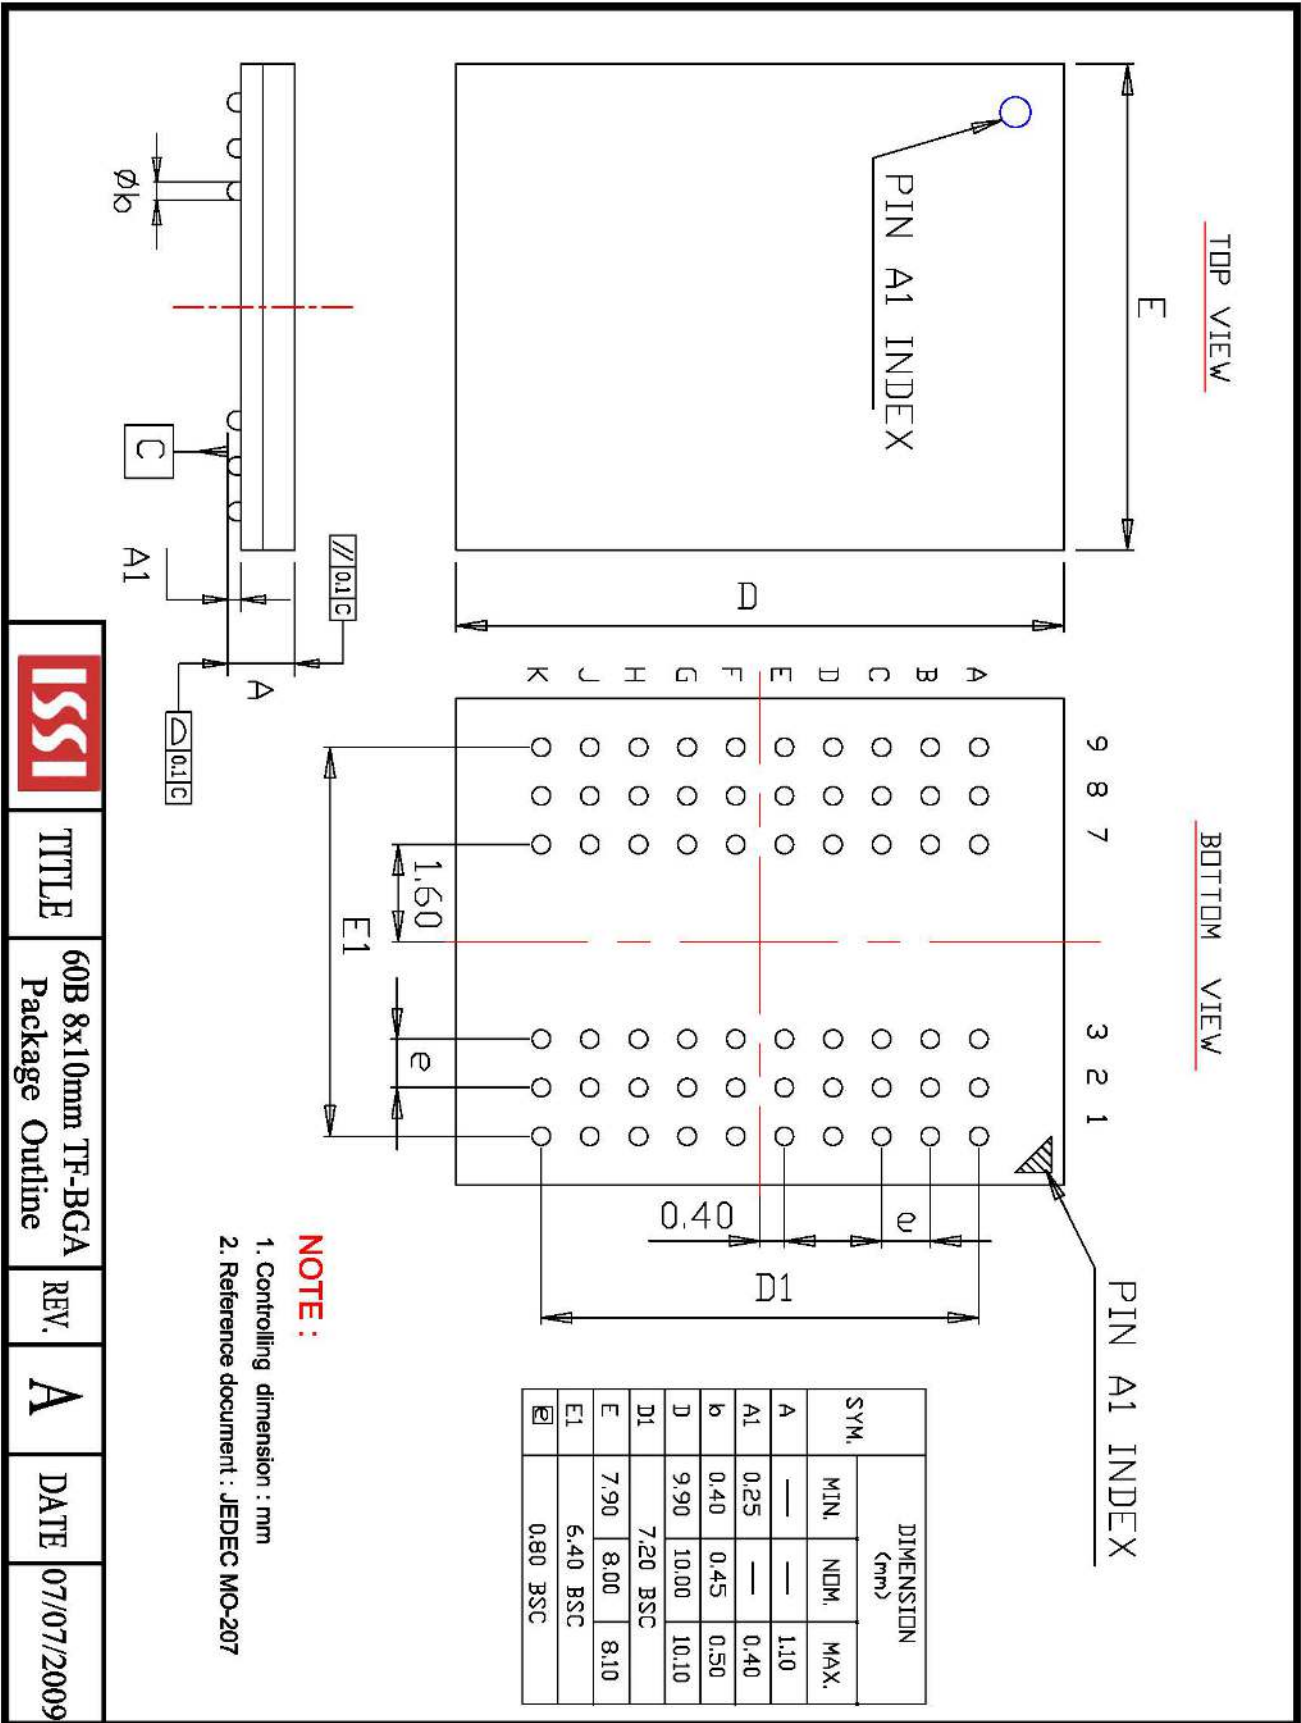 TOP VIEW
BOTTOM VIEW
E
PIN A1 INDEX
D
9 8 7 3 2 1
PIN A1 INDEX
A
B
C
D
E
F
G
H
J
K
e
0.40
D1
1.60
e
E1
// 0.1 C
A
0.1 C
A1
C
Øb
SYM. DIMENSION (mm)
MIN. NOM. MAX.
A — — 1.10
A1 0.25 — 0.40
b 0.40 0.45 0.50
D 9.90 10.00 10.10
D1 7.20 BSC
E 7.90 8.00 8.10
E1 6.40 BSC
e 0.80 BSC
NOTE :
1. Controlling dimension : mm
2. Reference document : JEDEC MO-207
ISSI
TITLE
60B 8x10mm TF-BGA
Package Outline
REV.
A
DATE
07/07/2009